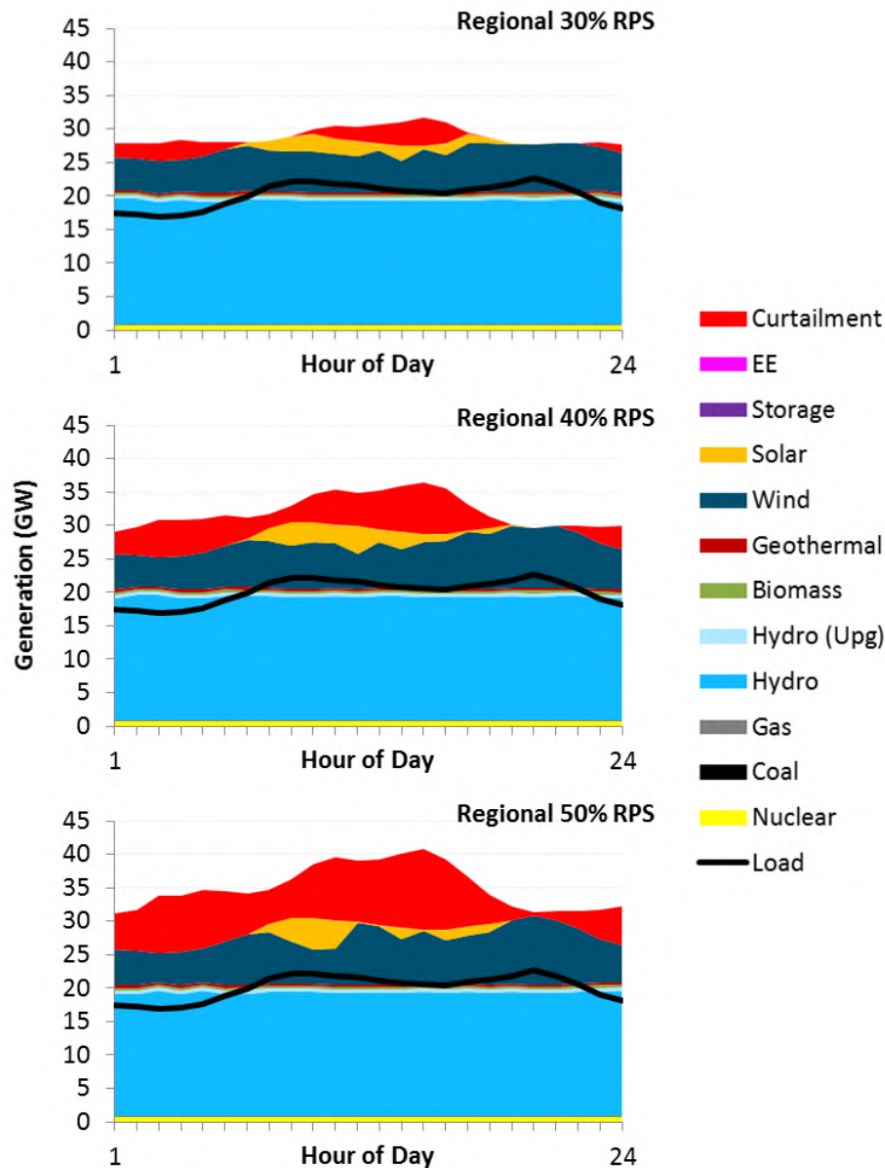 Regional 30% RPS
45
40
35
30
25
20
15
10
5
0
1
Hour of Day
24
Regional 40% RPS
45
40
35
30
25
20
15
10
5
0
1
Hour of Day
24
Regional 50% RPS
45
40
35
30
25
20
15
10
5
0
1
Hour of Day
24
Generation (GW)
Curtailment
EE
Storage
Solar
Wind
Geothermal
Biomass
Hydro (Upg)
Hydro
Gas
Coal
Nuclear
Load